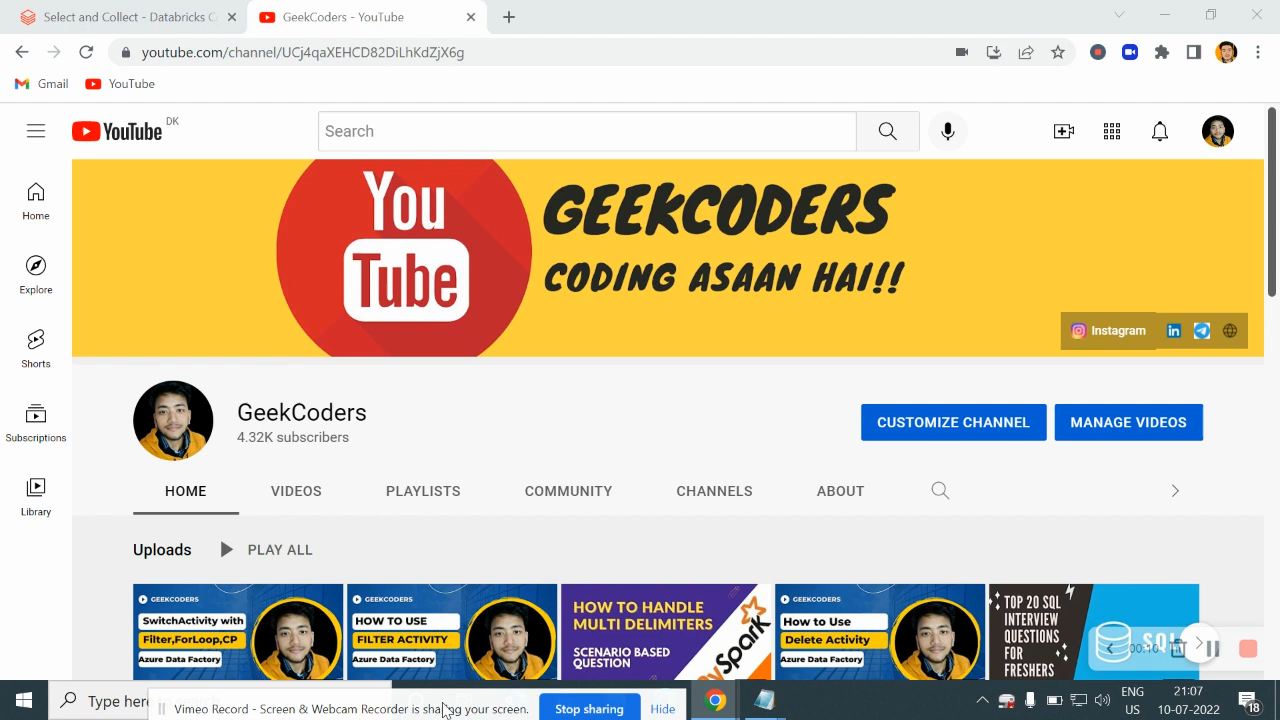 Select and Collect - Databricks C
GeekCoders - YouTube
youtube.com/channel/UCj4qaXEHCD82DiLhKdZjX6g
Gmail
YouTube
YouTube DK
Search
Home
Explore
Shorts
Subscriptions
Library
You
Tube
GEEKCODERS
CODING ASAAN HAI!!
Instagram
GeekCoders
4.32K subscribers
CUSTOMIZE CHANNEL
MANAGE VIDEOS
HOME
VIDEOS
PLAYLISTS
COMMUNITY
CHANNELS
ABOUT
Uploads
PLAY ALL
GEEKCODERS
SwitchActivity with
Filter,ForLoop,CP
Azure Data Factory
GEEKCODERS
HOW TO USE
FILTER ACTIVITY
Azure Data Factory
HOW TO HANDLE
MULTI DELIMITERS
SCENARIO BASED
QUESTION
GEEKCODERS
How to Use
Delete Activity
Azure Data Factory
TOP 20 SQL
INTERVIEW
QUESTIONS
FOR
FRESHERS
Type here
Vimeo Record - Screen & Webcam Recorder is sharing your screen.
Stop sharing
Hide
ENG
US
21:07
10-07-2022
18